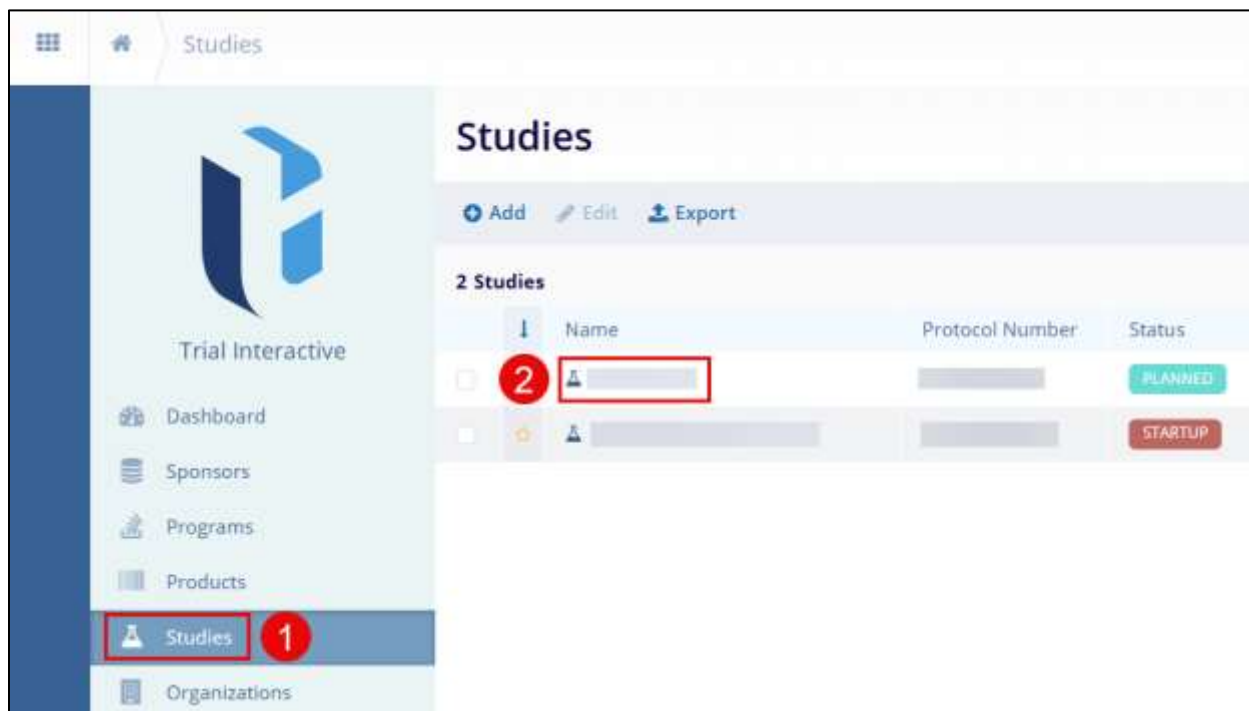 Studies
Trial Interactive
Dashboard
Sponsors
Programs
Products
Studies 1
Organizations
Studies
Add Edit Export
2 Studies
Name Protocol Number Status
2 PLANNED
STARTUP